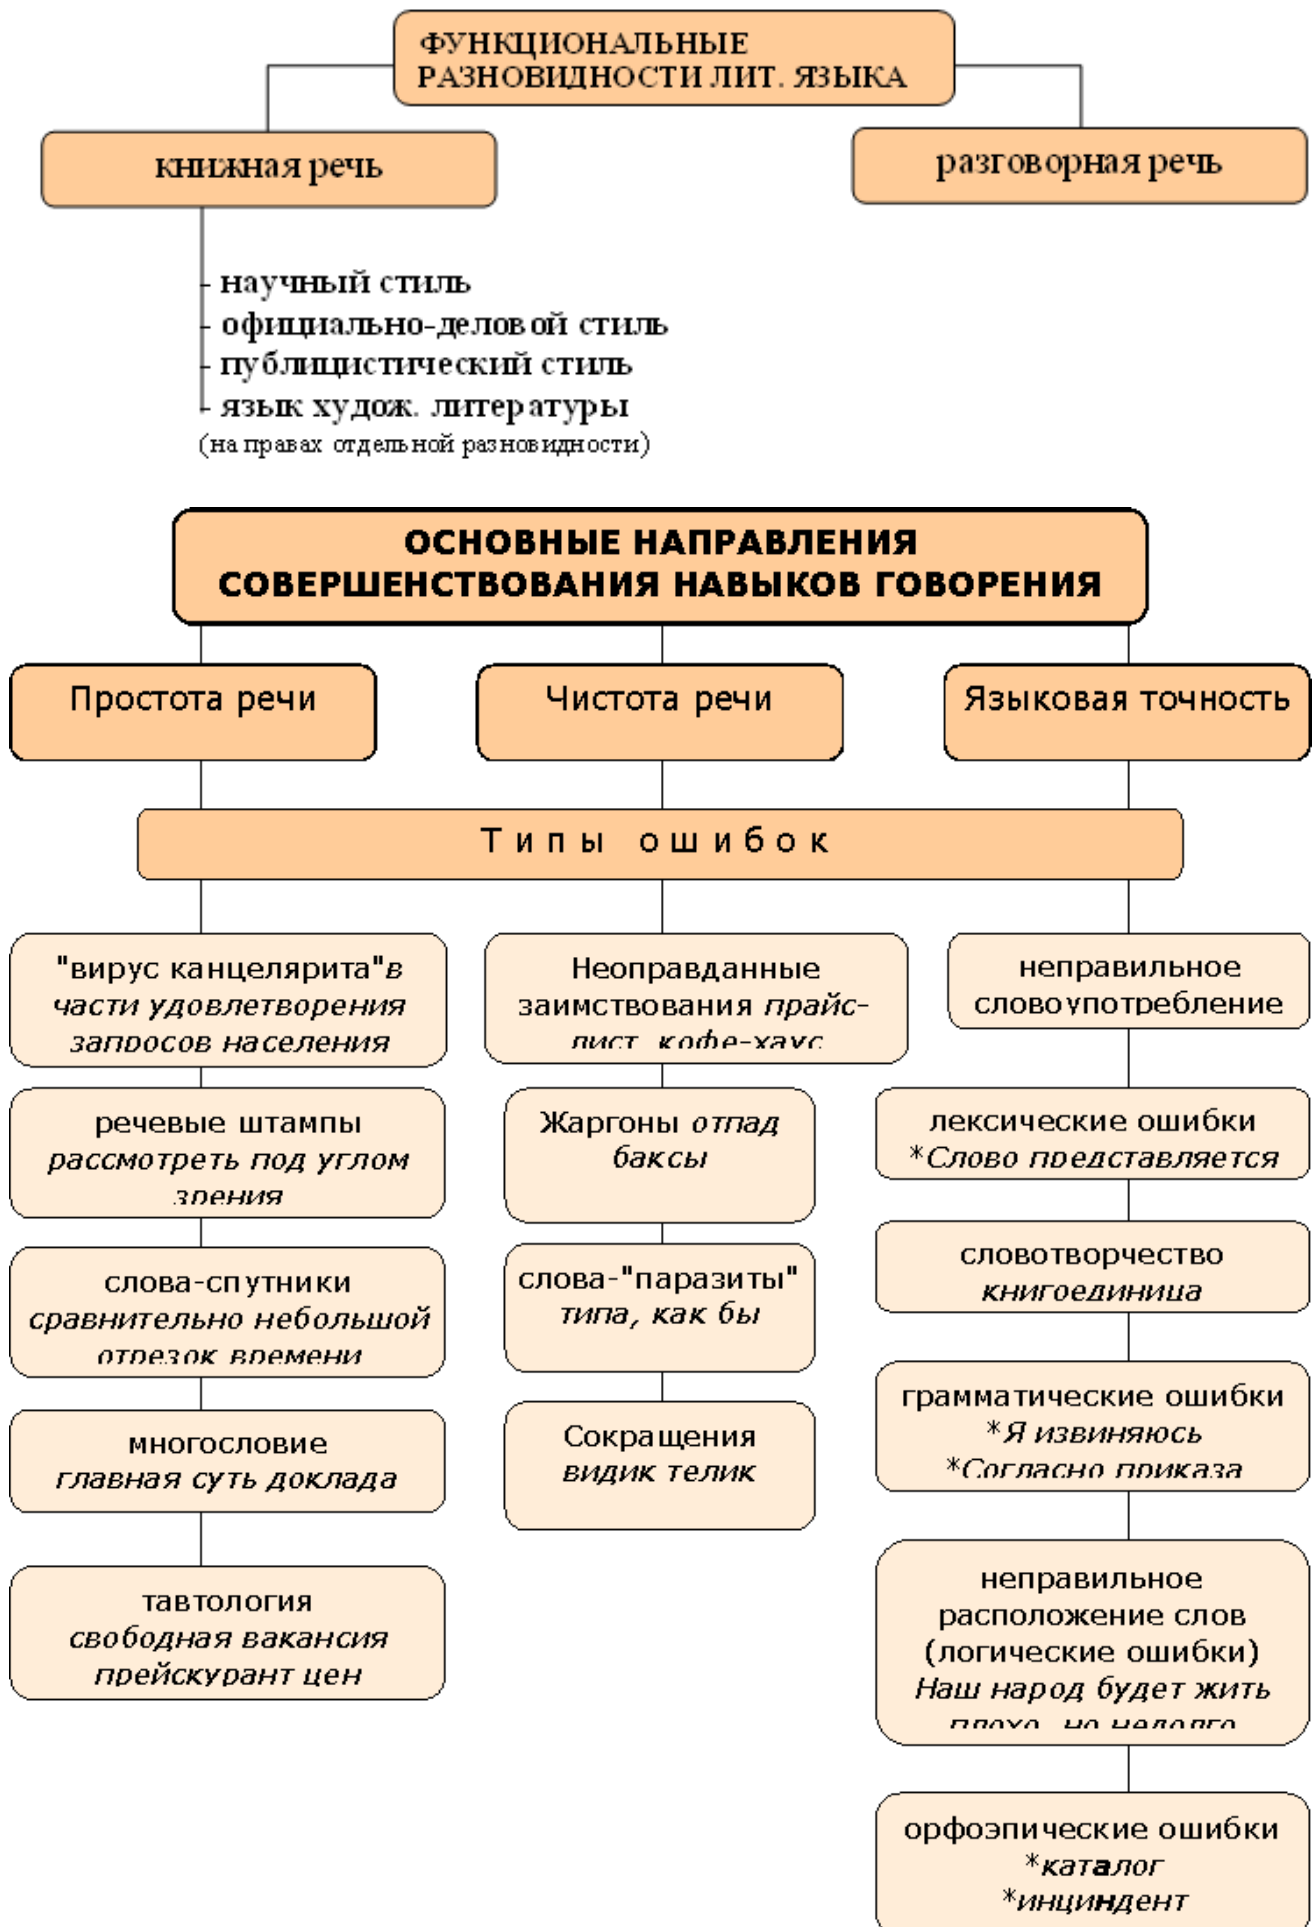 ФУНКЦИОНАЛЬНЫЕ
РАЗНОВИДНОСТИ ЛИТ. ЯЗЫКА
книжная речь
разговорная речь
- научный стиль
- официально-деловой стиль
- публицистический стиль
- язык худож. литературы
(на правах отдельной разновидности)
ОСНОВНЫЕ НАПРАВЛЕНИЯ
СОВЕРШЕНСТВОВАНИЯ НАВЫКОВ ГОВОРЕНИЯ
Простота речи
Чистота речи
Языковая точность
Типы ошибок
"вирус канцелярита"в
части удовлетворения
запросов населения
речевые штампы
рассмотреть под углом
зрения
слова-спутники
сравнительно небольшой
отрезок времени
многословие
главная суть доклада
тавтология
свободная вакансия
прейскурант цен
Неоправданные
заимствования прайс-
лист, кофе-хаус
Жаргоны отпад
баксы
слова-"паразиты"
типа, как бы
Сокращения
видик телик
неправильное
словоупотребление
лексические ошибки
*Слово представляется
словотворчество
книгоединица
грамматические ошибки
*Я извиняюсь
*Согласно приказа
неправильное
расположение слов
(логические ошибки)
Наш народ будет жить
плохо, но недолго
орфоэпические ошибки
*каталог
*инциндент